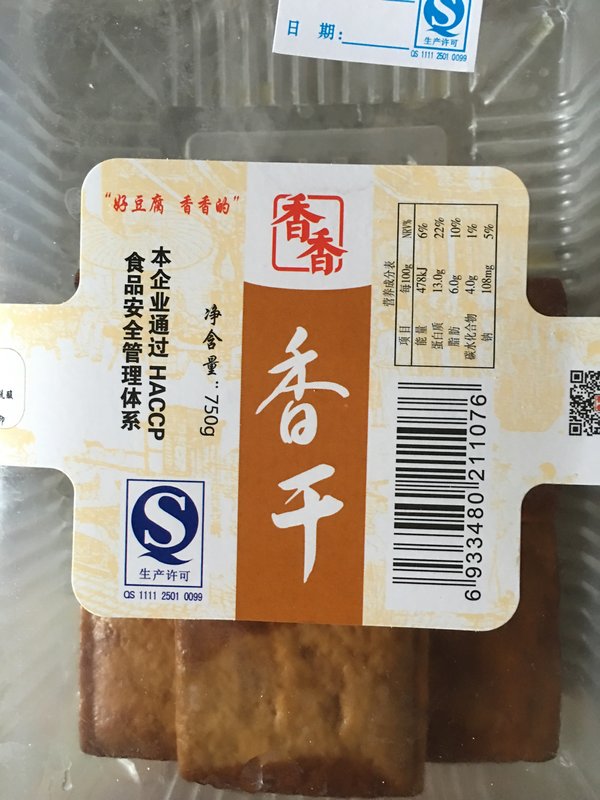 日 期:
生产许可
QS 1111 2501 0099
“好豆腐 香香的”
香香
香干
本企业通过 HACCP
食品安全管理体系
净含量:750g
生产许可
QS 1111 2501 0099
营养成分表
项 目 每100g NRV%
能 量 478kJ 6%
蛋白质 13.0g 22%
脂 肪 6.0g 10%
碳水化合物 4.0g 1%
钠 108mg 5%
6 933480 211076